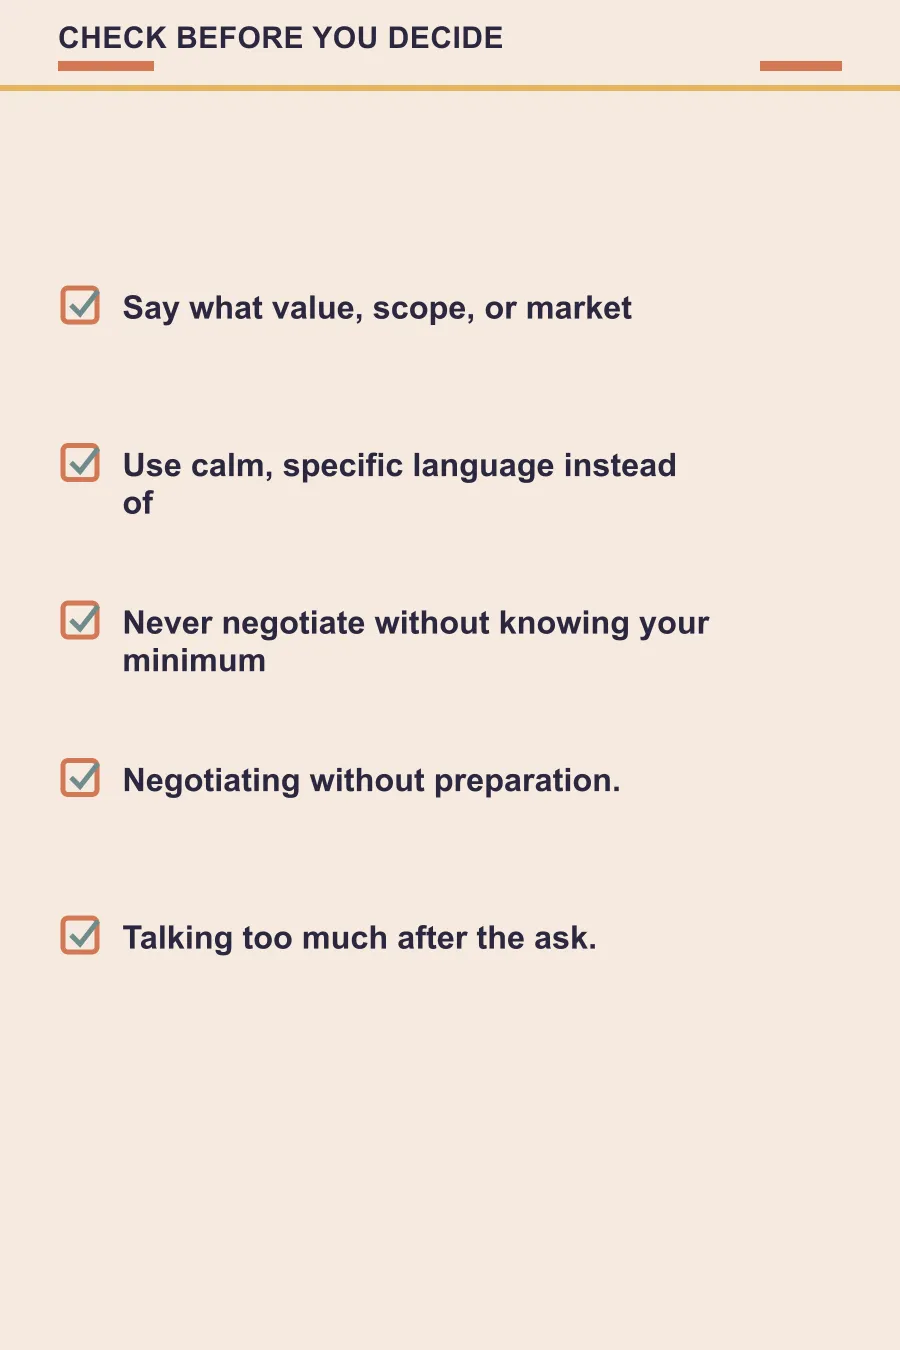 CHECK BEFORE YOU DECIDE
Say what value, scope, or market
Use calm, specific language instead
of
Never negotiate without knowing your
minimum
Negotiating without preparation.
Talking too much after the ask.